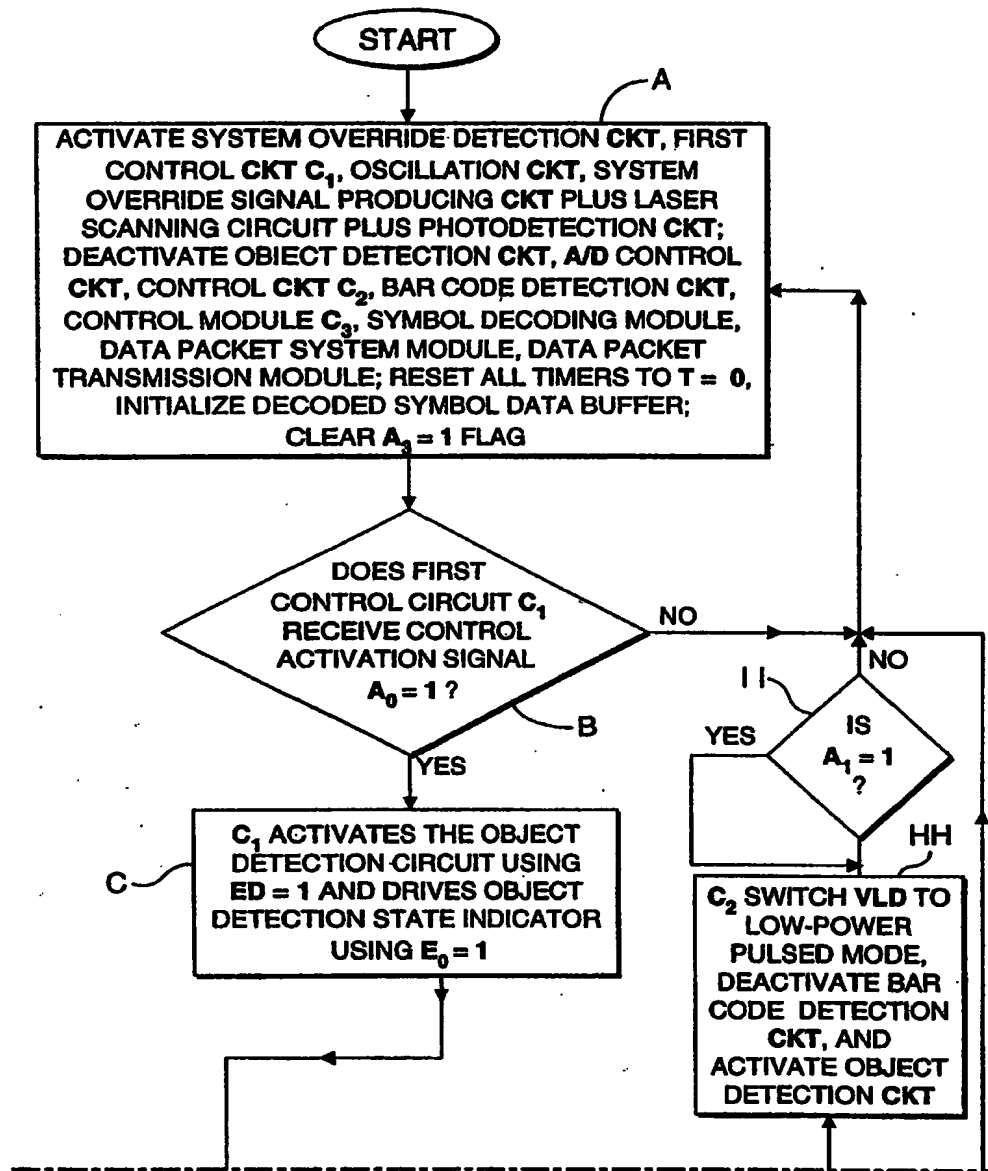 START
A
ACTIVATE SYSTEM OVERRIDE DETECTION CKT, FIRST
CONTROL CKT C₁, OSCILLATION CKT, SYSTEM
OVERRIDE SIGNAL PRODUCING CKT PLUS LASER
SCANNING CIRCUIT PLUS PHOTODETECTION CKT;
DEACTIVATE OBJECT DETECTION CKT, A/D CONTROL
CKT, CONTROL CKT C₂, BAR CODE DETECTION CKT,
CONTROL MODULE C₃, SYMBOL DECODING MODULE,
DATA PACKET SYSTEM MODULE, DATA PACKET
TRANSMISSION MODULE; RESET ALL TIMERS TO T = 0,
INITIALIZE DECODED SYMBOL DATA BUFFER;
CLEAR A₃ = 1 FLAG
DOES FIRST
CONTROL CIRCUIT C₁
RECEIVE CONTROL
ACTIVATION SIGNAL
A₀ = 1 ?
NO
B
YES
C
C₁ ACTIVATES THE OBJECT
DETECTION CIRCUIT USING
ED = 1 AND DRIVES OBJECT
DETECTION STATE INDICATOR
USING E₀ = 1
NO
II
YES
IS
A₁ = 1
?
HH
C₂ SWITCH VLD TO
LOW-POWER
PULSED MODE,
DEACTIVATE BAR
CODE DETECTION
CKT, AND
ACTIVATE OBJECT
DETECTION CKT